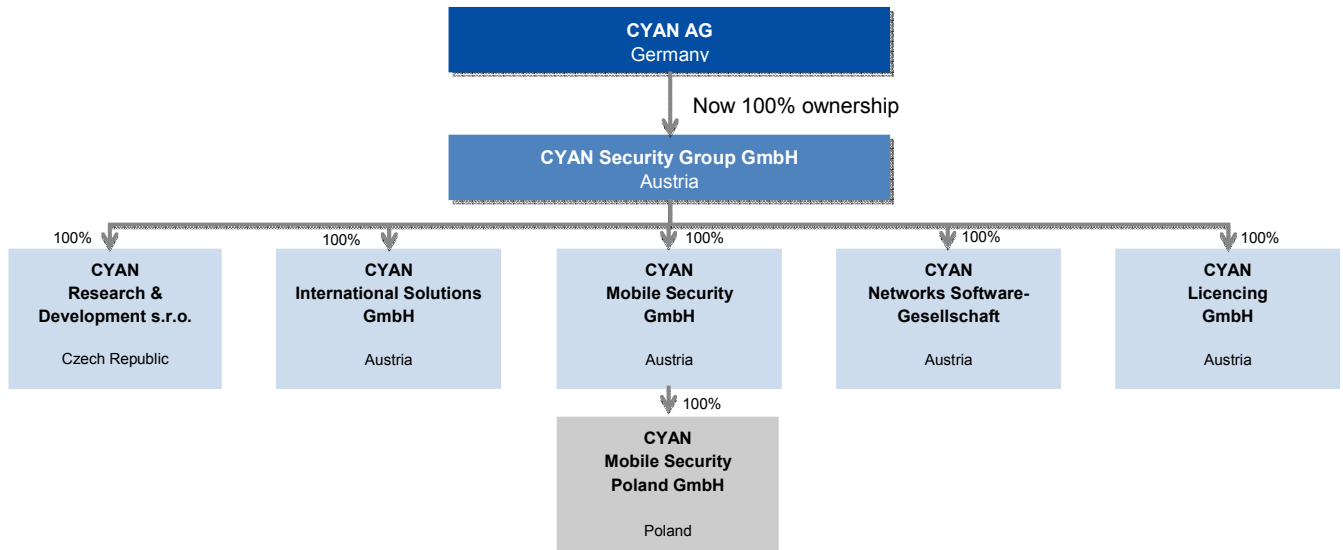 CYAN AG
Germany
Now 100% ownership
CYAN Security Group GmbH
Austria
100%
100%
100%
100%
100%
CYAN
Research &
Development s.r.o.
Czech Republic
CYAN
International Solutions
GmbH
Austria
CYAN
Mobile Security
GmbH
Austria
CYAN
Networks Software-
Gesellschaft
Austria
CYAN
Licencing
GmbH
Austria
100%
CYAN
Mobile Security
Poland GmbH
Poland